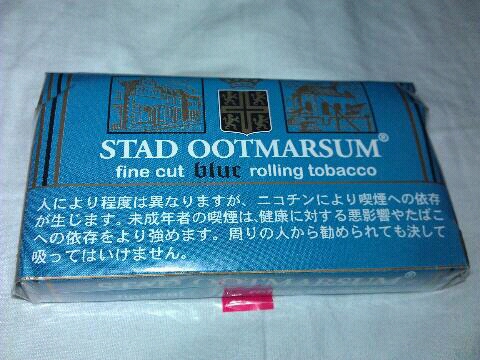 STAD OOTMARSUM®
fine cut blue rolling tobacco
人により程度は異なりますが、ニコチンにより喫煙への依存
が生じます。未成年者の喫煙は、健康に対する悪影響やたばこ
への依存をより強めます。周りの人から勧められても決して
吸ってはいけません。
STAD OOTMARSUM